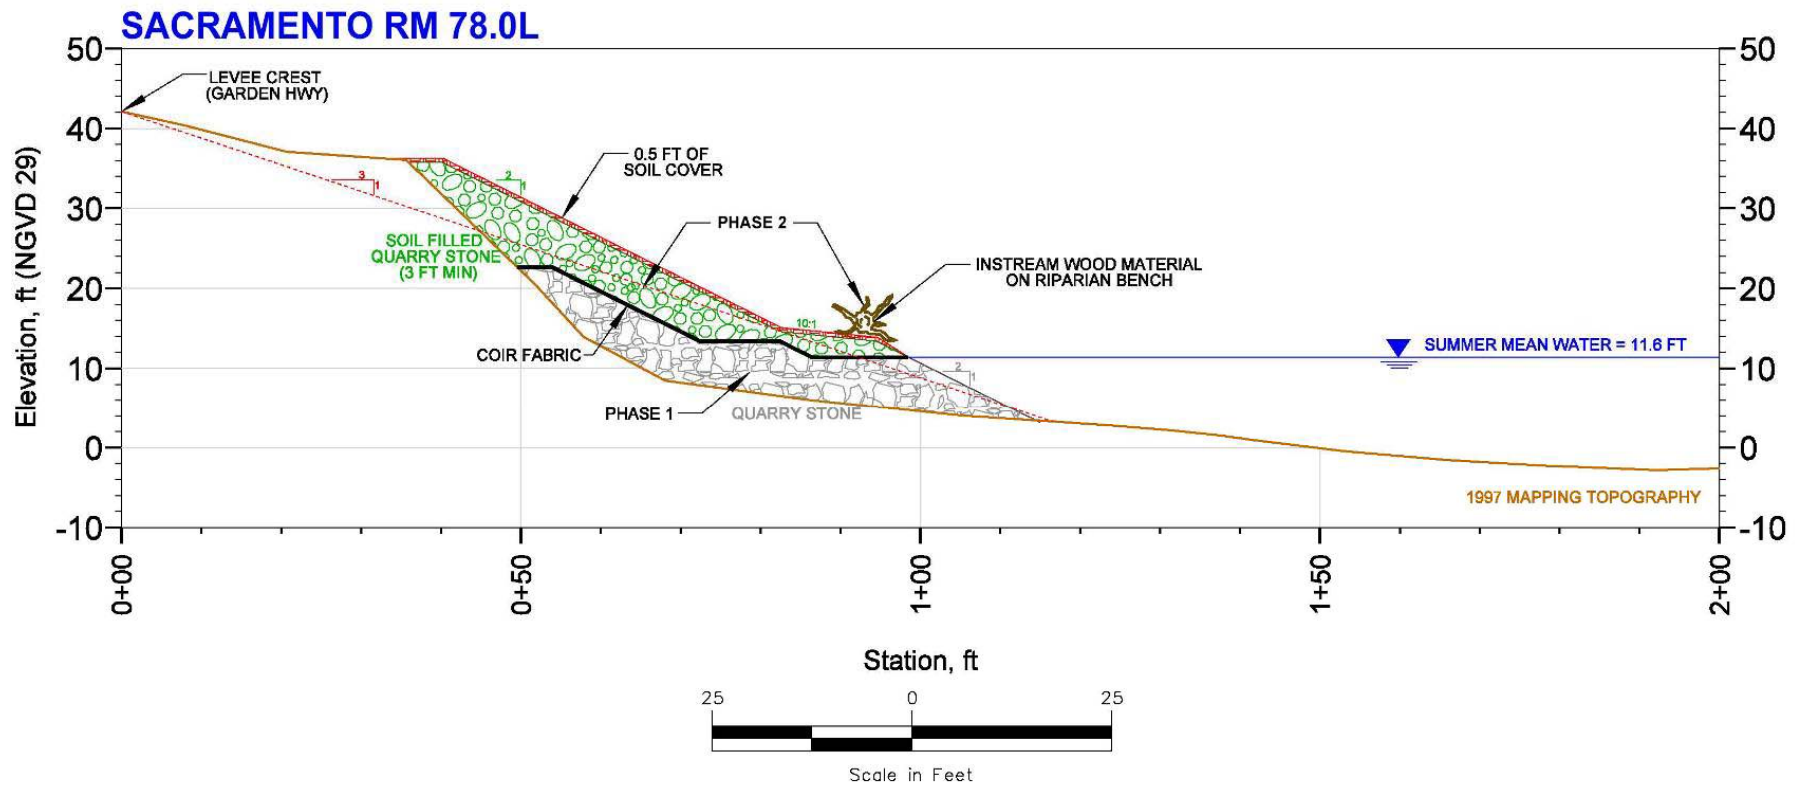 SACRAMENTO RM 78.0L
50
50
LEVEE CREST
(GARDEN HWY)
40
40
0.5 FT OF
SOIL COVER
3
1
2
1
30
30
PHASE 2
SOIL FILLED
QUARRY STONE
(3 FT MIN)
INSTREAM WOOD MATERIAL
ON RIPARIAN BENCH
20
20
10:1
SUMMER MEAN WATER = 11.6 FT
COIR FABRIC
2
1
10
10
PHASE 1
QUARRY STONE
0
0
1997 MAPPING TOPOGRAPHY
-10
-10
Elevation, ft (NGVD 29)
0+00
0+50
1+00
1+50
2+00
Station, ft
25
0
25
Scale in Feet